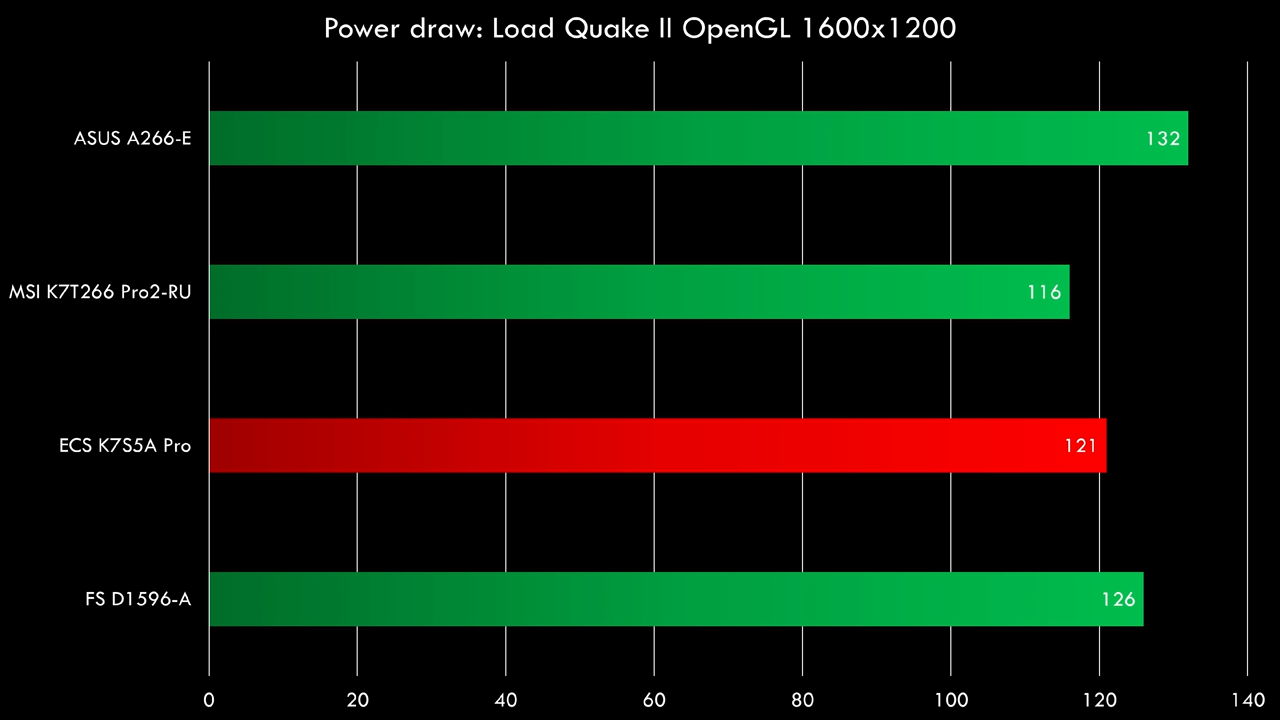 Power draw: Load Quake II OpenGL 1600x1200
ASUS A266-E
132
MSI K7T266 Pro2-RU
116
ECS K7S5A Pro
121
FS D1596-A
126
0 20 40 60 80 100 120 140